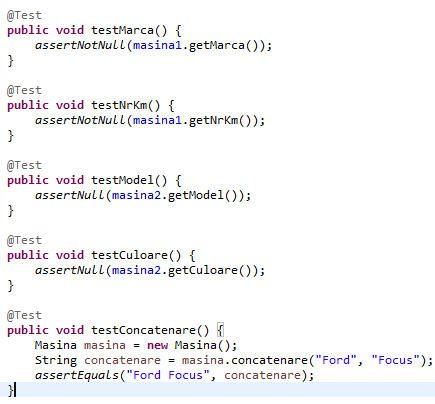 @Test
public void testMarca() {
    assertNotNull(masina1.getMarca());
}
@Test
public void testNrKm() {
    assertNotNull(masina1.getNrKm());
}
@Test
public void testModel() {
    assertNull(masina2.getModel());
}
@Test
public void testCuloare() {
    assertNull(masina2.getCuloare());
}
@Test
public void testConcatenare() {
    Masina masina = new Masina();
    String concatenare = masina.concatenare("Ford", "Focus");
    assertEquals("Ford Focus", concatenare);
}